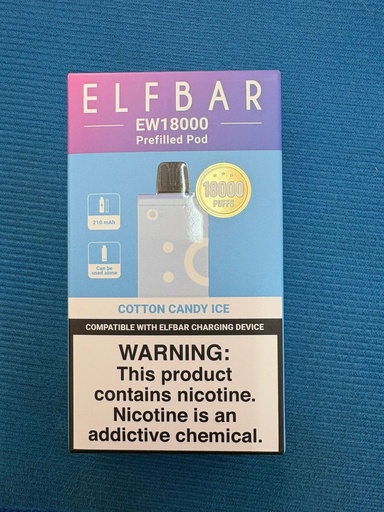 ELFBAR
EW18000
Prefilled Pod
18000
PUFFS
210 mAh
Can be
used alone
COTTON CANDY ICE
COMPATIBLE WITH ELFBAR CHARGING DEVICE
WARNING:
This product
contains nicotine.
Nicotine is an
addictive chemical.